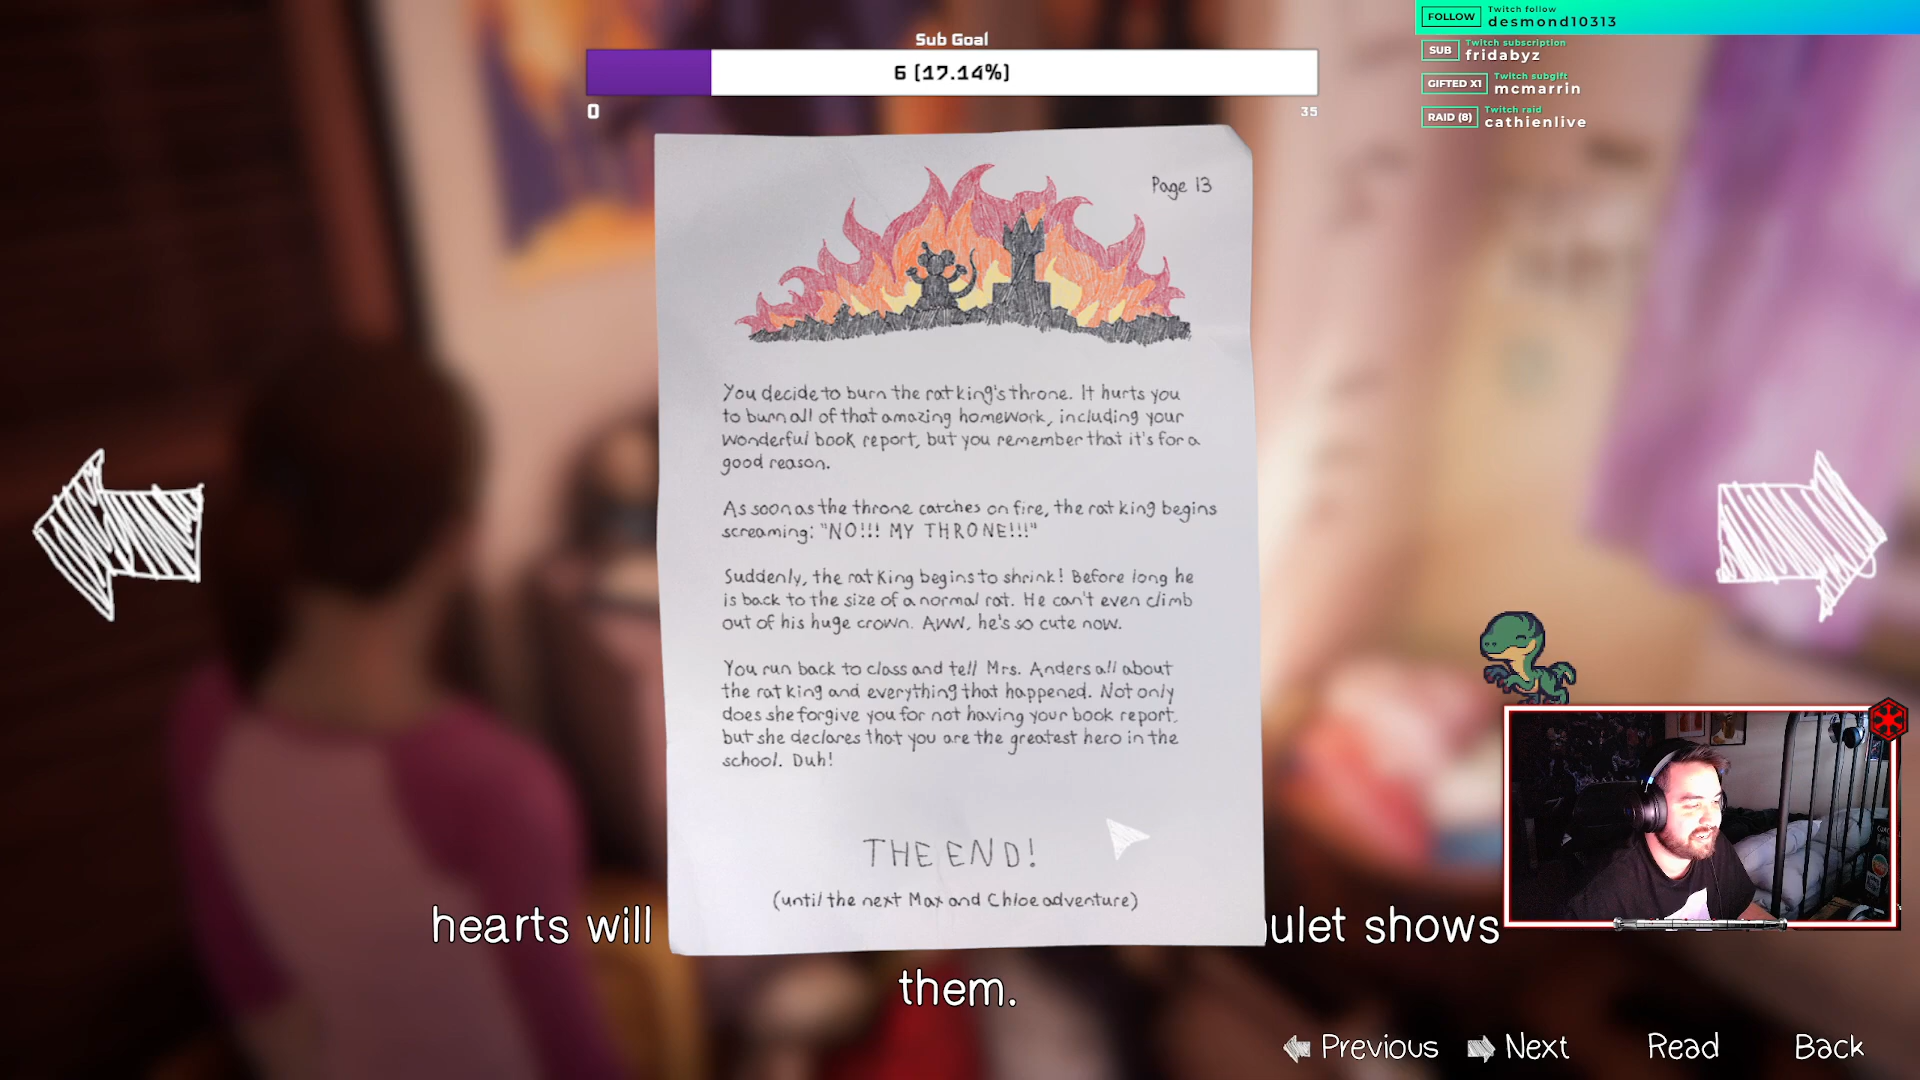 Sub Goal
6 [17.14%]
0
35
FOLLOW
Twitch follow
desmond10313
SUB
Twitch subscription
fridabyz
GIFTED X1
Twitch subgift
mcmarrin
RAID (8)
Twitch raid
cathienlive
Page 13
You decide to burn the rat king's throne. It hurts you
to burn all of that amazing homework, including your
wonderful book report, but you remember that it's for a
good reason.
As soon as the throne catches on fire, the rat king begins
screaming: "NO!!! MY THRONE!!!"
Suddenly, the rat King begins to shrink! Before long he
is back to the size of a normal rat. He can't even climb
out of his huge crown. AWW, he's so cute now.
You run back to class and tell Mrs. Anders all about
the rat king and everything that happened. Not only
does she forgive you for not having your book report,
but she declares that you are the greatest hero in the
school. Duh!
THE END!
(until the next Max and Chloe adventure)
hearts will
ulet shows
them.
Previous
Next
Read
Back